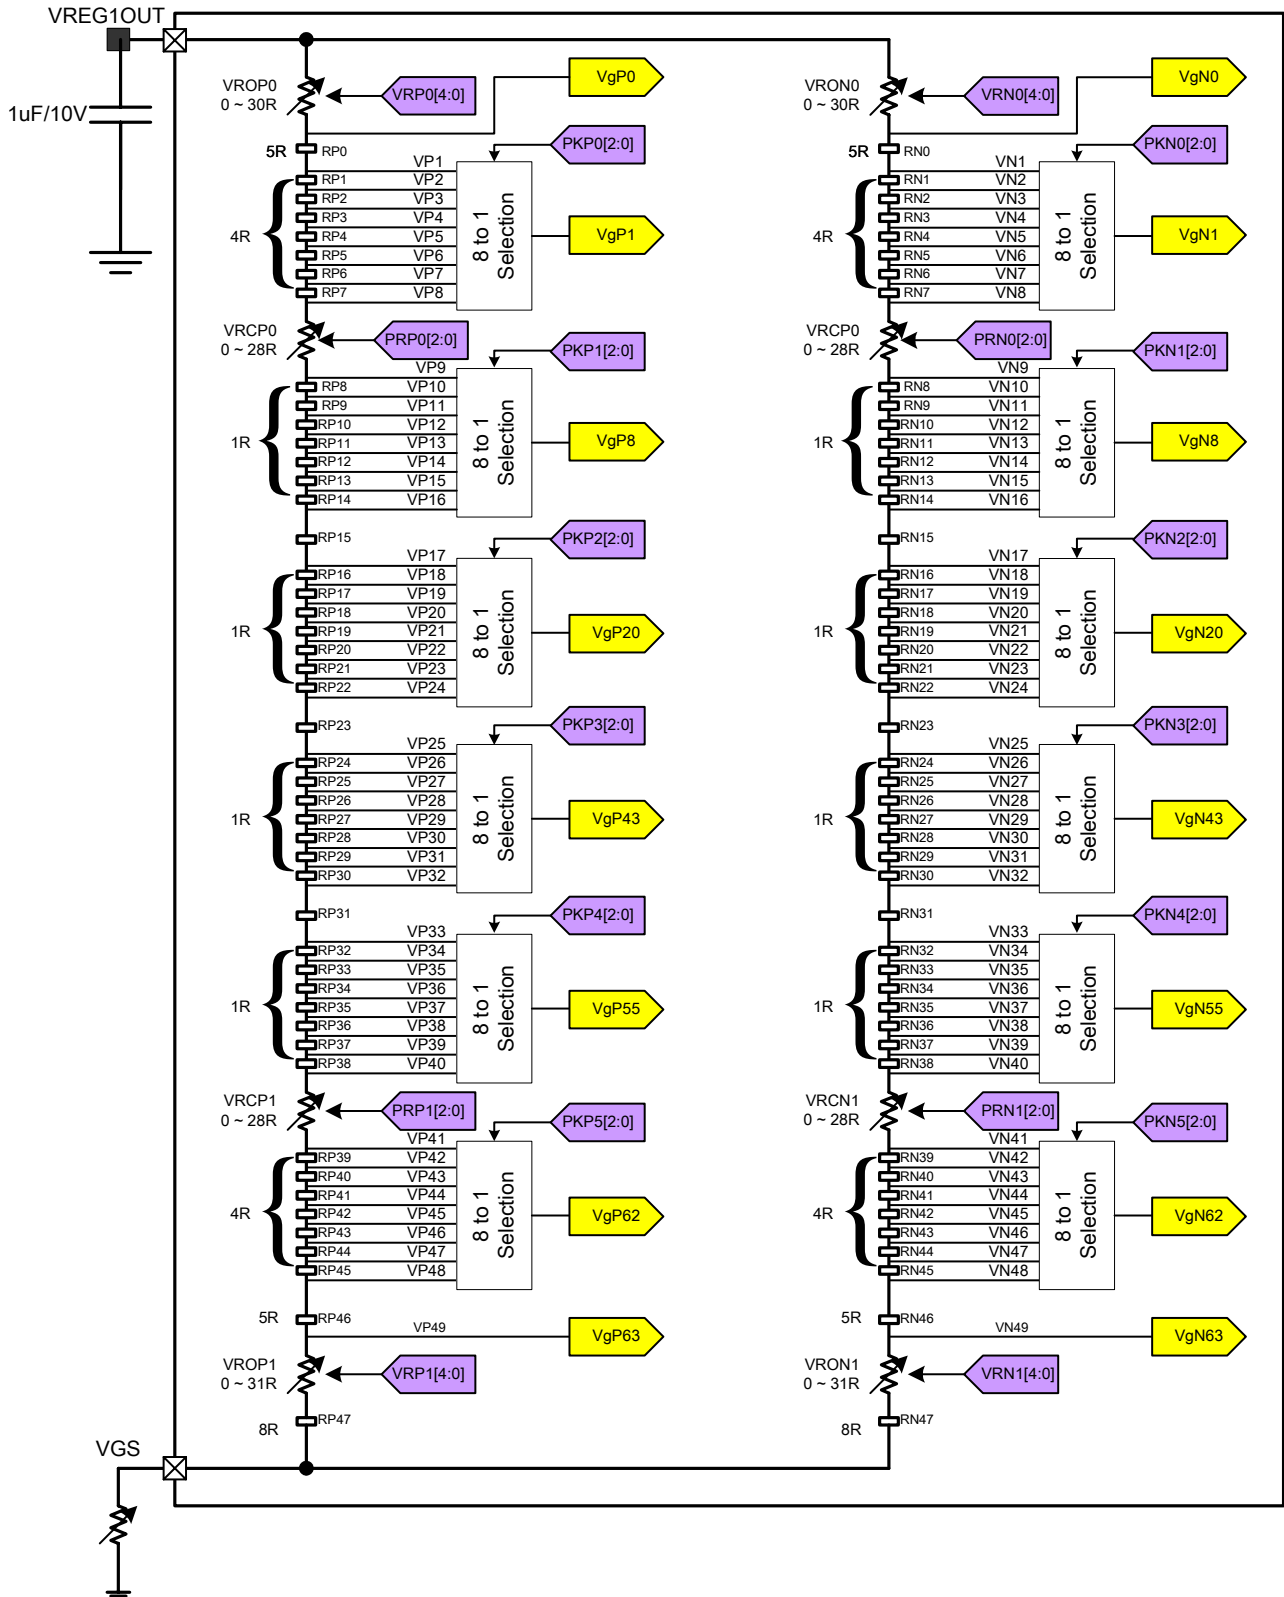 VREG1OUT
1uF/10V
VROP0
0 ~ 30R
VRP0[4:0]
VgP0
5R
RP0
PKP0[2:0]
VP1
RP1
VP2
RP2
VP3
RP3
VP4
4R
RP4
VP5
RP5
VP6
RP6
VP7
RP7
VP8
8 to 1
Selection
VgP1
VRCP0
0 ~ 28R
PRP0[2:0]
PKP1[2:0]
VP9
RP8
VP10
RP9
VP11
RP10
VP12
1R
RP11
VP13
RP12
VP14
RP13
VP15
RP14
VP16
8 to 1
Selection
VgP8
RP15
PKP2[2:0]
VP17
RP16
VP18
RP17
VP19
RP18
VP20
1R
RP19
VP21
RP20
VP22
RP21
VP23
RP22
VP24
8 to 1
Selection
VgP20
RP23
PKP3[2:0]
VP25
RP24
VP26
RP25
VP27
RP26
VP28
1R
RP27
VP29
RP28
VP30
RP29
VP31
RP30
VP32
8 to 1
Selection
VgP43
RP31
PKP4[2:0]
VP33
RP32
VP34
RP33
VP35
RP34
VP36
1R
RP35
VP37
RP36
VP38
RP37
VP39
RP38
VP40
8 to 1
Selection
VgP55
VRCP1
0 ~ 28R
PRP1[2:0]
PKP5[2:0]
VP41
RP39
VP42
RP40
VP43
RP41
VP44
4R
RP42
VP45
RP43
VP46
RP44
VP47
RP45
VP48
8 to 1
Selection
VgP62
5R
RP46
VP49
VgP63
VROP1
0 ~ 31R
VRP1[4:0]
8R
RP47
VGS
VRON0
0 ~ 30R
VRN0[4:0]
VgN0
5R
RN0
PKN0[2:0]
VN1
RN1
VN2
RN2
VN3
RN3
VN4
4R
RN4
VN5
RN5
VN6
RN6
VN7
RN7
VN8
8 to 1
Selection
VgN1
VRCP0
0 ~ 28R
PRN0[2:0]
PKN1[2:0]
VN9
RN8
VN10
RN9
VN11
RN10
VN12
1R
RN11
VN13
RN12
VN14
RN13
VN15
RN14
VN16
8 to 1
Selection
VgN8
RN15
PKN2[2:0]
VN17
RN16
VN18
RN17
VN19
RN18
VN20
1R
RN19
VN21
RN20
VN22
RN21
VN23
RN22
VN24
8 to 1
Selection
VgN20
RN23
PKN3[2:0]
VN25
RN24
VN26
RN25
VN27
RN26
VN28
1R
RN27
VN29
RN28
VN30
RN29
VN31
RN30
VN32
8 to 1
Selection
VgN43
RN31
PKN4[2:0]
VN33
RN32
VN34
RN33
VN35
RN34
VN36
1R
RN35
VN37
RN36
VN38
RN37
VN39
RN38
VN40
8 to 1
Selection
VgN55
VRCN1
0 ~ 28R
PRN1[2:0]
PKN5[2:0]
VN41
RN39
VN42
RN40
VN43
RN41
VN44
4R
RN42
VN45
RN43
VN46
RN44
VN47
RN45
VN48
8 to 1
Selection
VgN62
5R
RN46
VN49
VgN63
VRON1
0 ~ 31R
VRN1[4:0]
8R
RN47